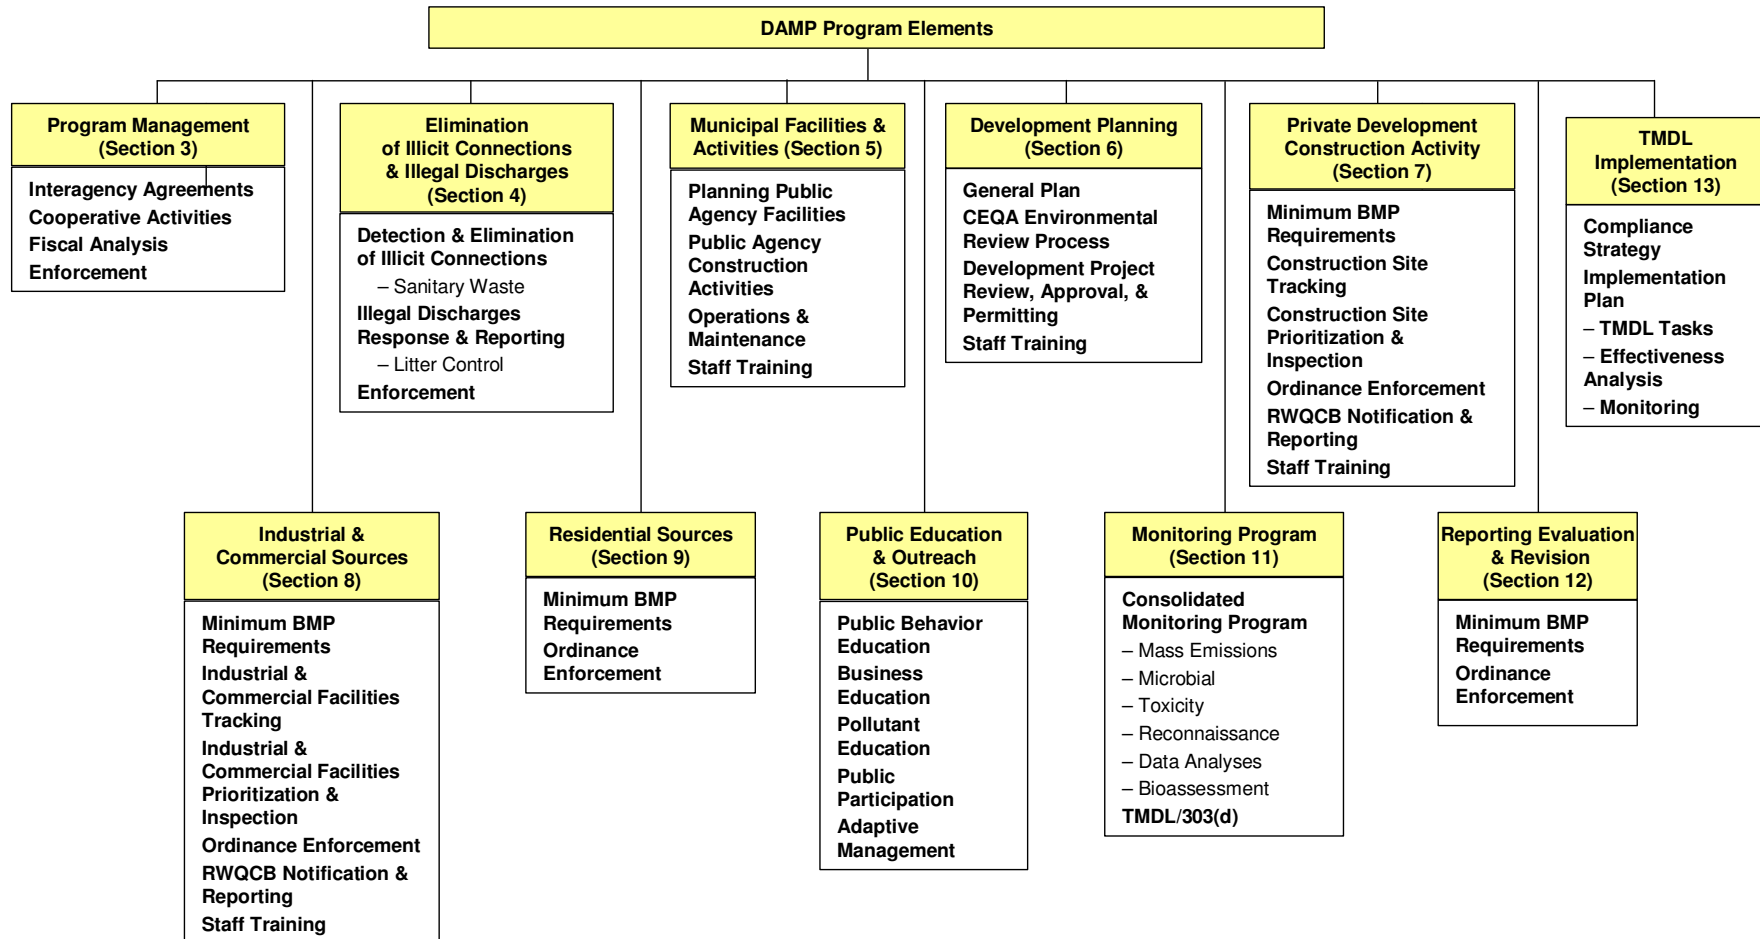 DAMP Program Elements
Program Management
(Section 3)
Interagency Agreements
Cooperative Activities
Fiscal Analysis
Enforcement
Elimination
of Illicit Connections
& Illegal Discharges
(Section 4)
Detection & Elimination
of Illicit Connections
– Sanitary Waste
Illegal Discharges
Response & Reporting
– Litter Control
Enforcement
Municipal Facilities &
Activities (Section 5)
Planning Public
Agency Facilities
Public Agency
Construction
Activities
Operations &
Maintenance
Staff Training
Development Planning
(Section 6)
General Plan
CEQA Environmental
Review Process
Development Project
Review, Approval, &
Permitting
Staff Training
Private Development
Construction Activity
(Section 7)
Minimum BMP
Requirements
Construction Site
Tracking
Construction Site
Prioritization &
Inspection
Ordinance Enforcement
RWQCB Notification &
Reporting
Staff Training
TMDL
Implementation
(Section 13)
Compliance
Strategy
Implementation
Plan
– TMDL Tasks
– Effectiveness
Analysis
– Monitoring
Industrial &
Commercial Sources
(Section 8)
Minimum BMP
Requirements
Industrial &
Commercial Facilities
Tracking
Industrial &
Commercial Facilities
Prioritization &
Inspection
Ordinance Enforcement
RWQCB Notification &
Reporting
Staff Training
Residential Sources
(Section 9)
Minimum BMP
Requirements
Ordinance
Enforcement
Public Education
& Outreach
(Section 10)
Public Behavior
Education
Business
Education
Pollutant
Education
Public
Participation
Adaptive
Management
Monitoring Program
(Section 11)
Consolidated
Monitoring Program
– Mass Emissions
– Microbial
– Toxicity
– Reconnaissance
– Data Analyses
– Bioassessment
TMDL/303(d)
Reporting Evaluation
& Revision
(Section 12)
Minimum BMP
Requirements
Ordinance
Enforcement